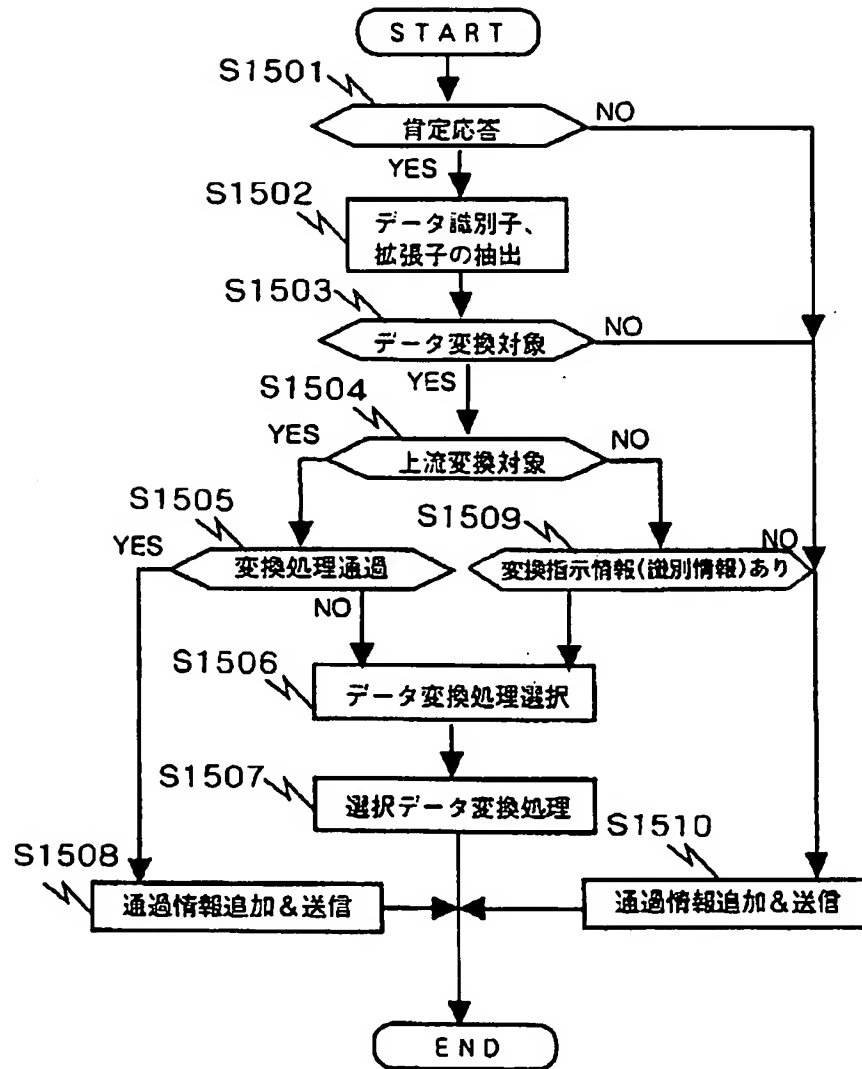 START
S1501
肯定応答
NO
YES
S1502
データ識別子、
拡張子の抽出
S1503
データ変換対象
NO
YES
S1504
YES
上流変換対象
NO
S1505
YES
変換処理通過
NO
S1509
変換指示情報(識別情報)あり
NO
S1506
データ変換処理選択
S1507
選択データ変換処理
S1508
通過情報追加&送信
S1510
通過情報追加&送信
END